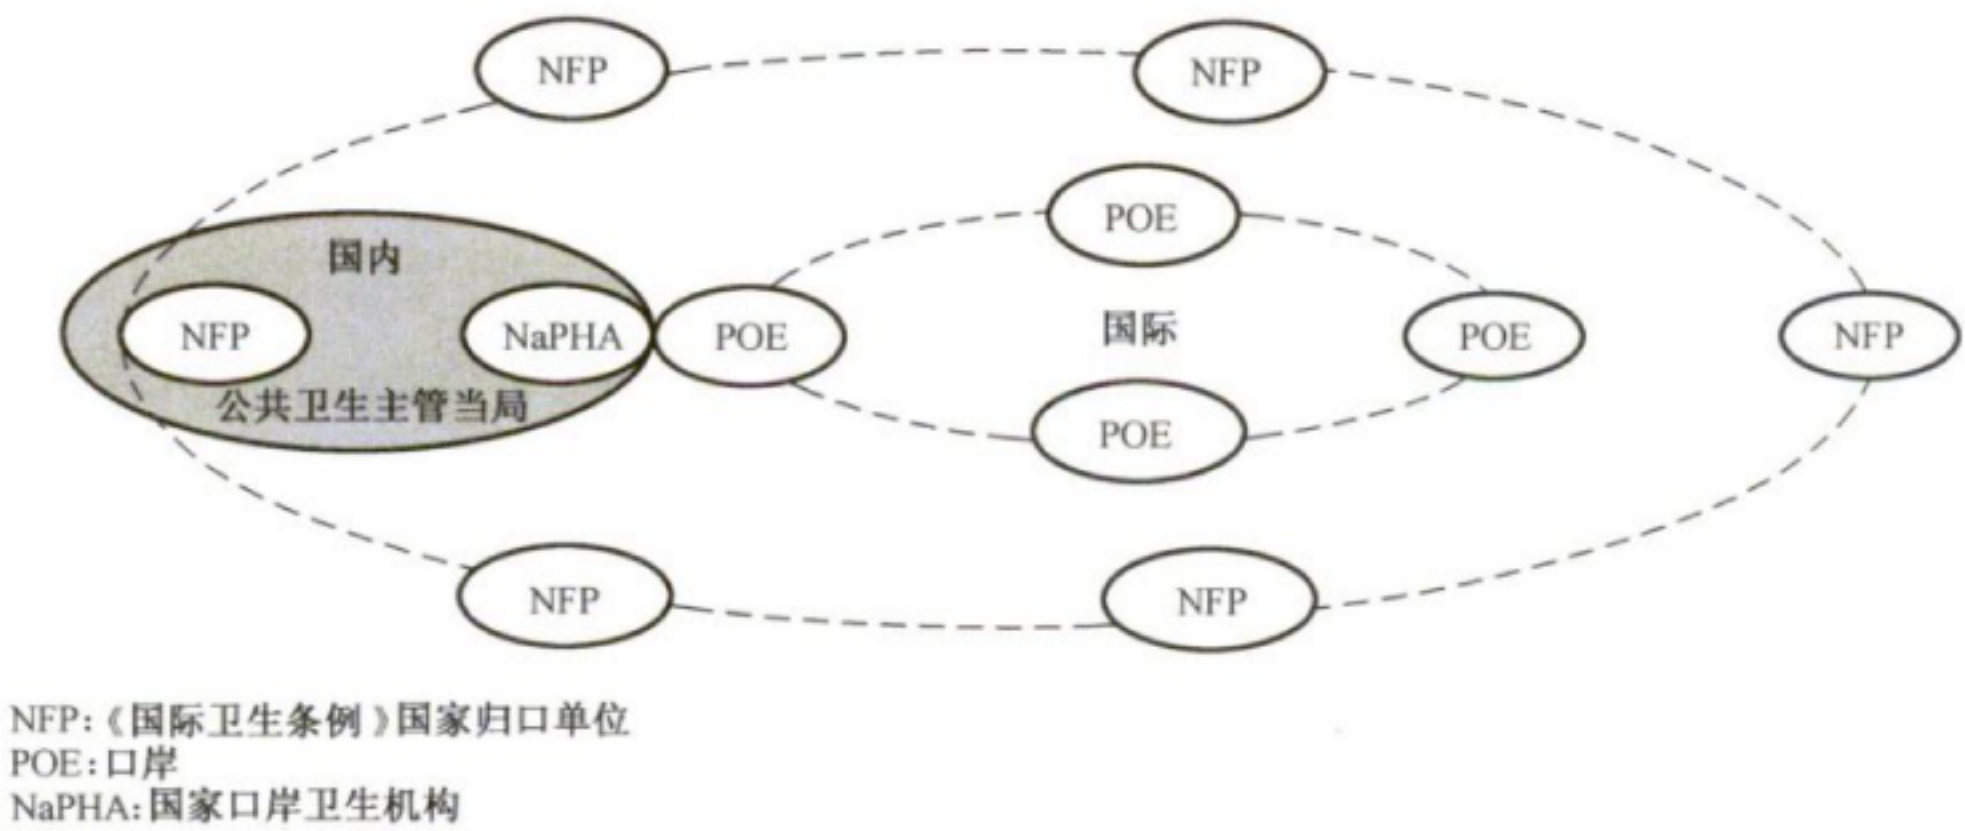 NFP
NFP
POE
国内
NFP
NaPHA
POE
国际
POE
NFP
公共卫生主管当局
POE
NFP
NFP
NFP:《国际卫生条例》国家归口单位
POE:口岸
NaPHA:国家口岸卫生机构